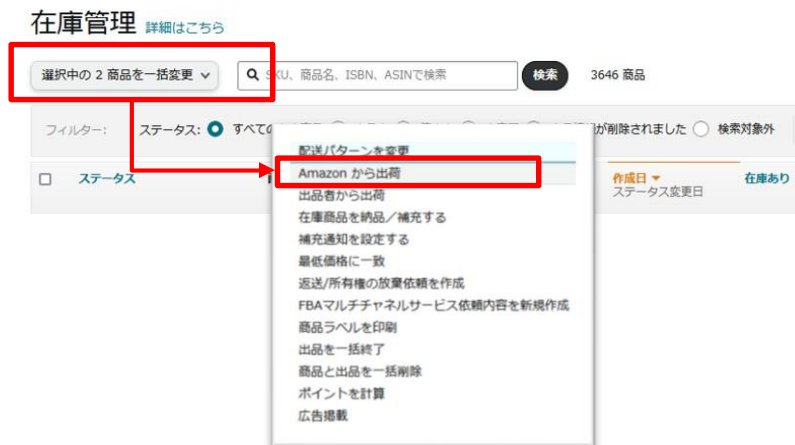 在庫管理 詳細はこちら
選択中の 2 商品を一括変更
SKU、商品名、ISBN、ASINで検索
検索
3646 商品
フィルター: ステータス: すべての
が削除されました 検索対象外
ステータス
作成日
ステータス変更日
在庫あり
配送パターンを変更
Amazon から出荷
出品者から出荷
在庫商品を納品/補充する
補充通知を設定する
最低価格に一致
返送/所有権の放棄依頼を作成
FBAマルチチャネルサービス依頼内容を新規作成
商品ラベルを印刷
出品を一括終了
商品と出品を一括削除
ポイントを計算
広告掲載